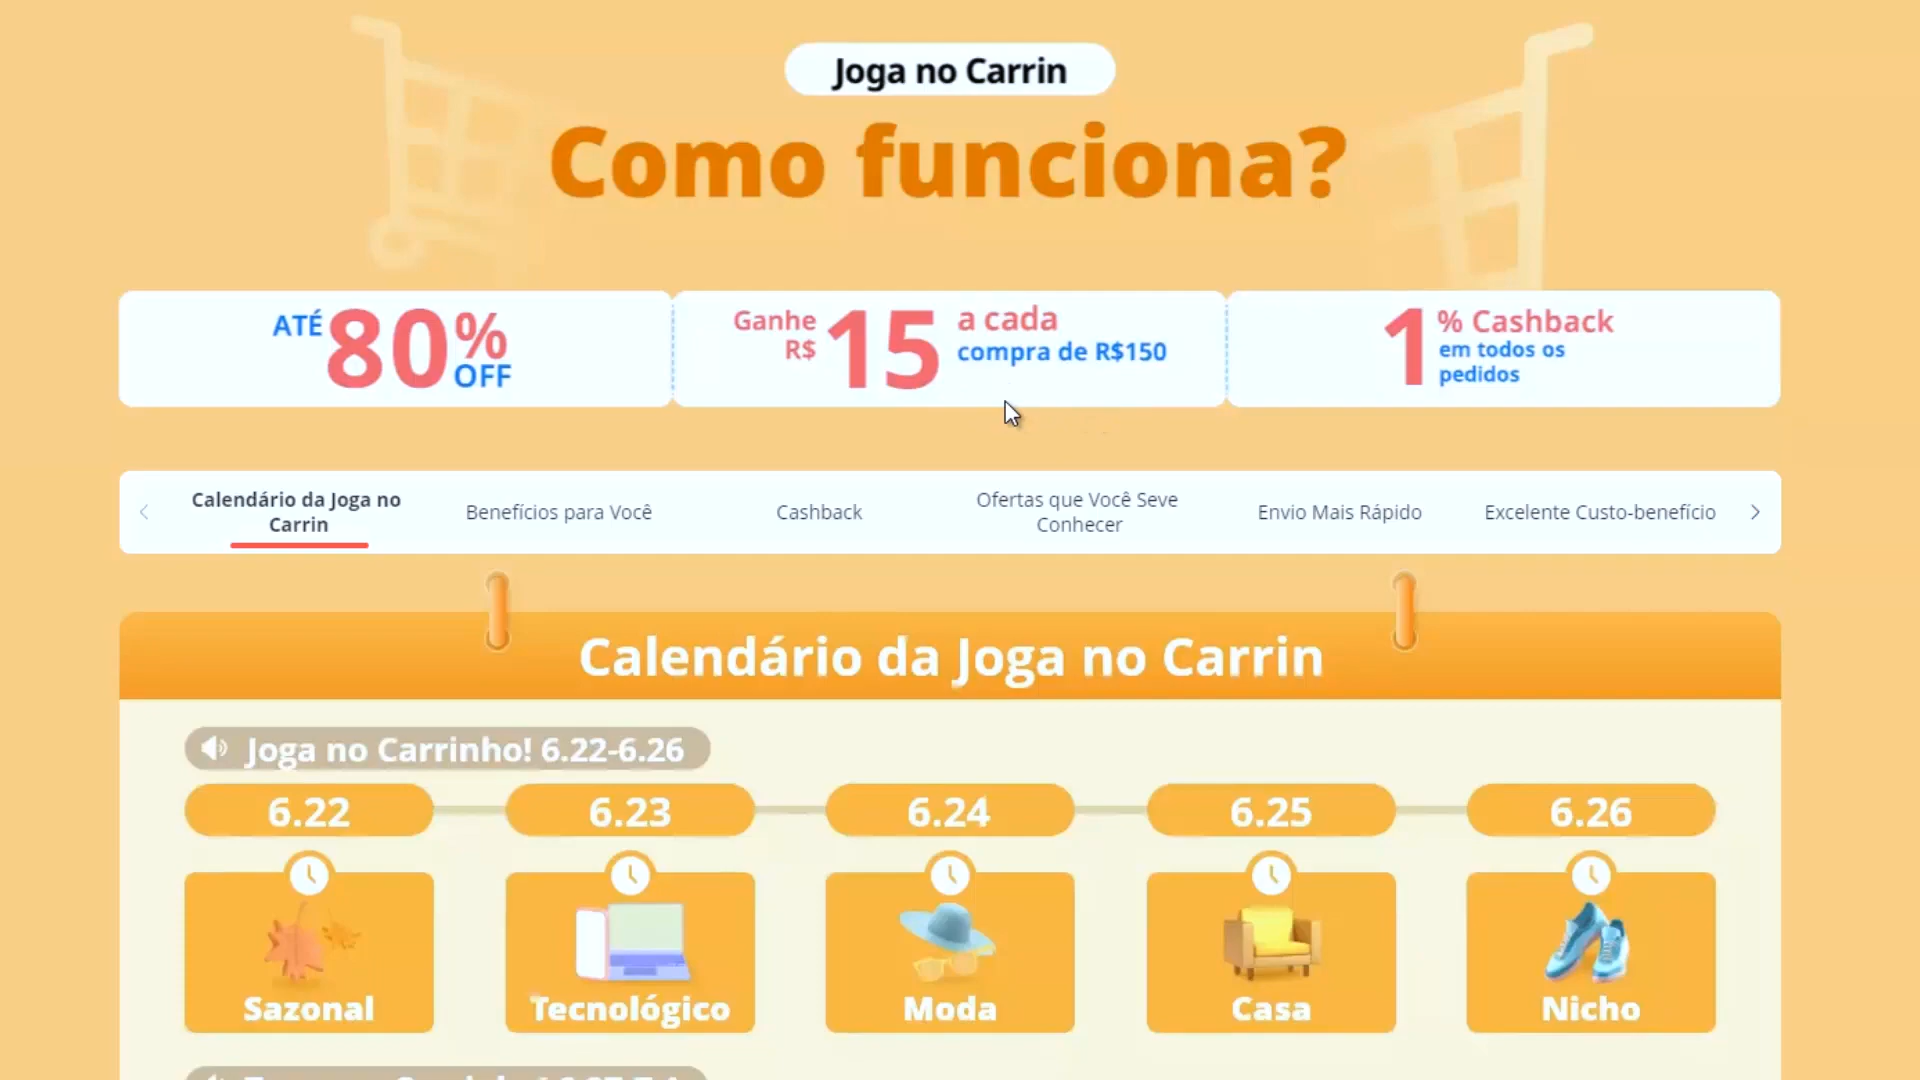 Joga no Carrin
Como funciona?
ATÉ 80% OFF
Ganhe R$ 15 a cada compra de R$150
1% Cashback em todos os pedidos
Calendário da Joga no Carrin
Benefícios para Você
Cashback
Ofertas que Você Seve Conhecer
Envio Mais Rápido
Excelente Custo-benefício
Calendário da Joga no Carrin
Joga no Carrinho! 6.22-6.26
6.22
6.23
6.24
6.25
6.26
Sazonal
Tecnológico
Moda
Casa
Nicho